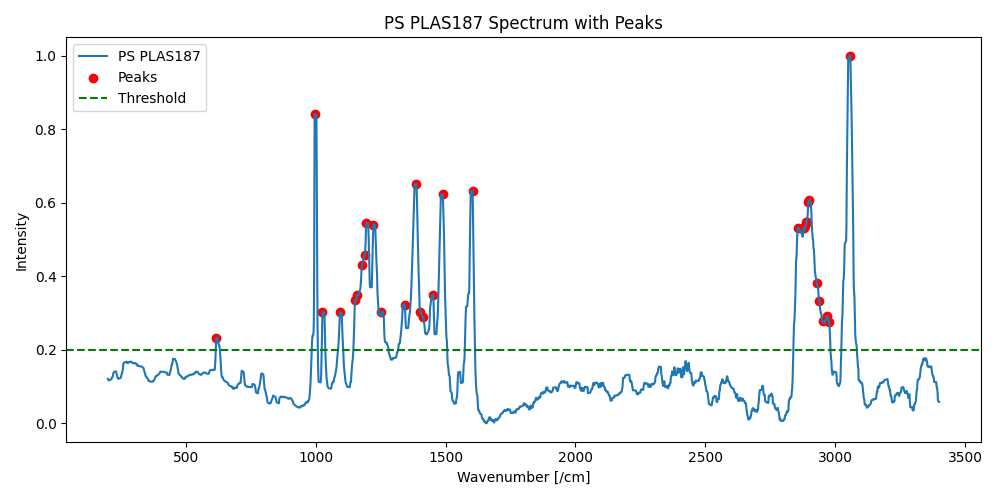 PS PLAS187 Spectrum with Peaks
PS PLAS187
Peaks
Threshold
Intensity
1.0
0.8
0.6
0.4
0.2
0.0
500 1000 1500 2000 2500 3000 3500
Wavenumber [/cm]